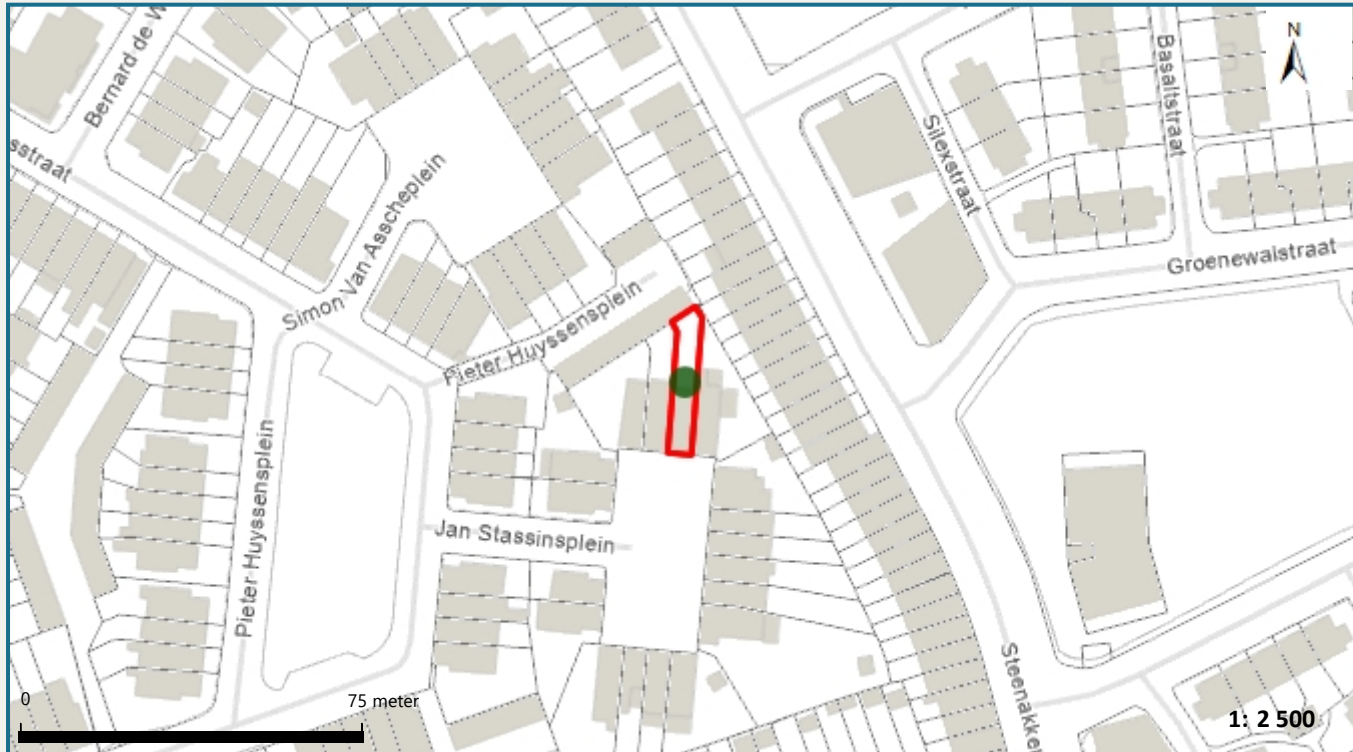 Bernard de W
sstraat
Simon Van Asscheplein
Pieter Huyssensplein
Pieter Huyssensplein
Jan Stassinsplein
Silexstraat
Basaltstraat
Groenewalstraat
Steenakke
N
0
75 meter
1: 2 500